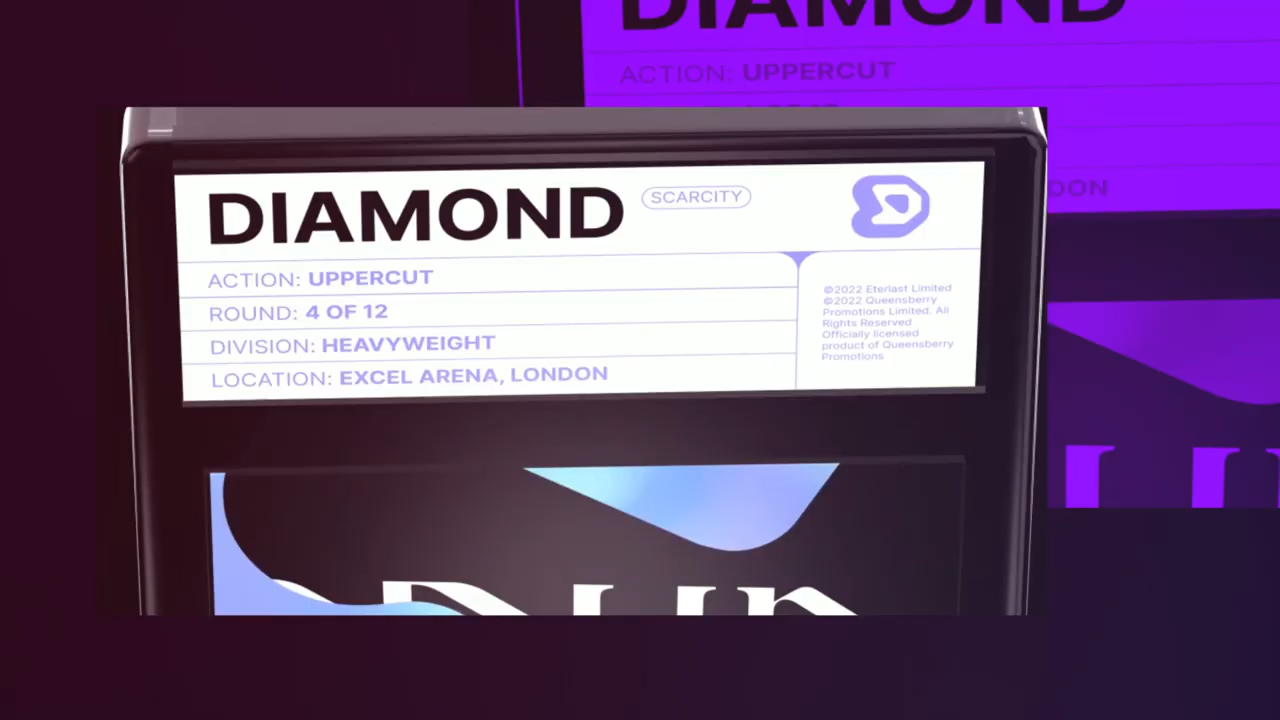 DIAMOND
ACTION: UPPERCUT
DON
DIAMOND SCARCITY
ACTION: UPPERCUT
ROUND: 4 OF 12
DIVISION: HEAVYWEIGHT
LOCATION: EXCEL ARENA, LONDON
©2022 Eterlast Limited
©2022 Queensberry
Promotions Limited. All
Rights Reserved
Officially licensed
product of Queensberry
Promotions